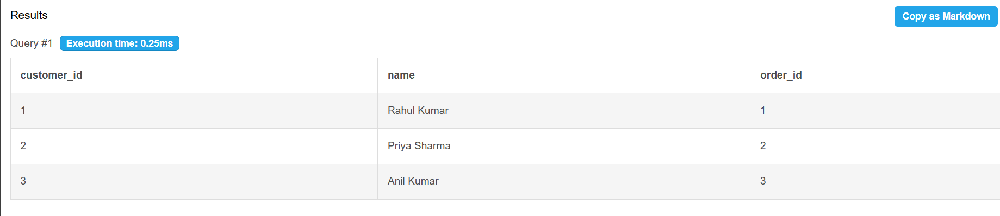 Results
Copy as Markdown
Query #1 Execution time: 0.25ms
customer_id name order_id
1 Rahul Kumar 1
2 Priya Sharma 2
3 Anil Kumar 3